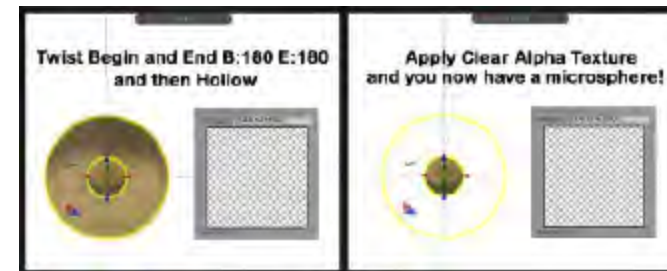 Twist Begin and End B:180 E:180
and then Hollow
Apply Clear Alpha Texture
and you now have a microsphere!